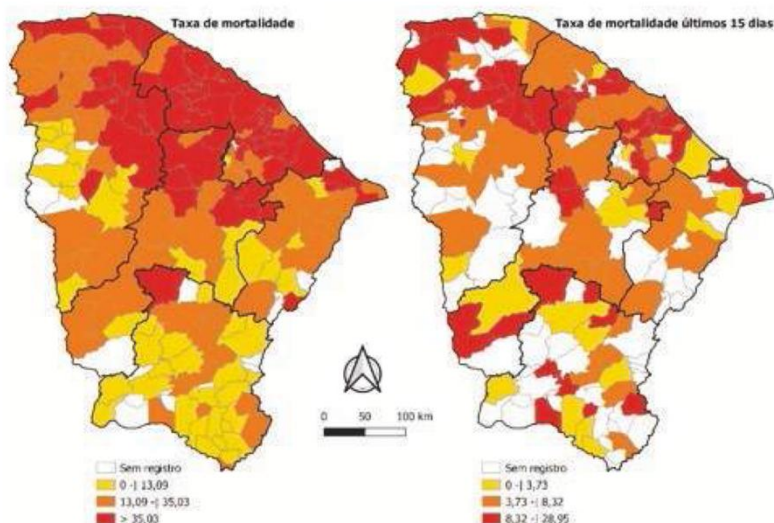 Taxa de mortalidade
Taxa de mortalidade últimos 15 dias
0 50 100 km
Sem registro
0 -| 13,09
13,09 -| 35,03
> 35,03
Sem registro
0 -| 3,73
3,73 -| 8,32
8,32 -| 28,95